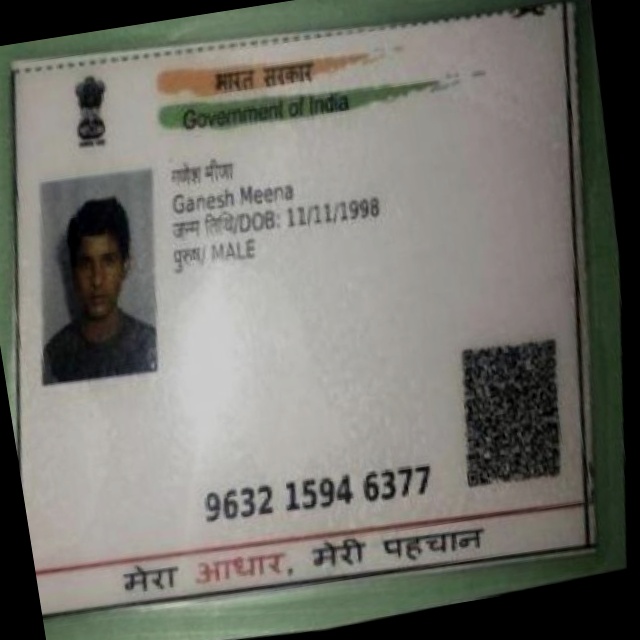 भारत सरकार
Government of India
गणेश मीणा
Ganesh Meena
जन्म तिथि/DOB: 11/11/1998
पुरुष/ MALE
9632 1594 6377
मेरा आधार, मेरी पहचान